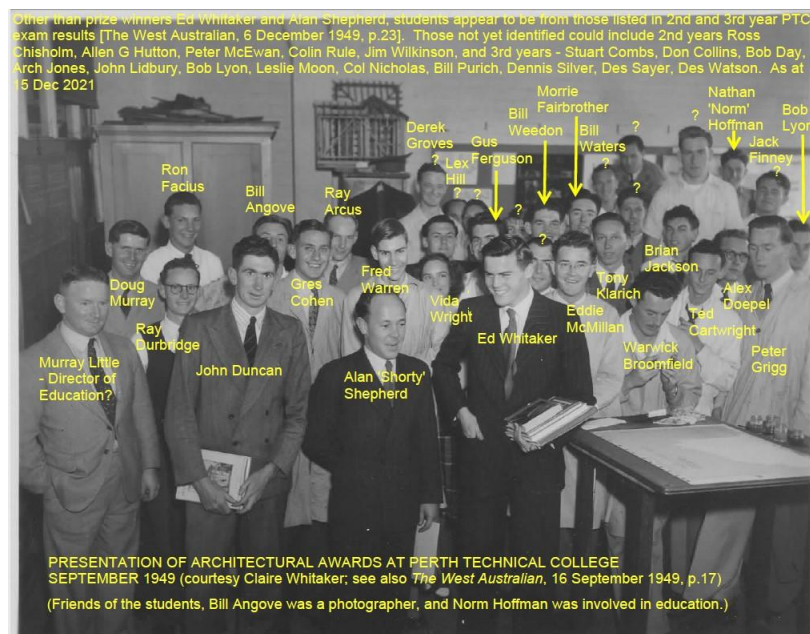 Other than prize winners Ed Whitaker and Alan Shepherd, students appear to be from those listed in 2nd and 3rd year PTC
exam results [The West Australian, 6 December 1949, p.23]. Those not yet identified could include 2nd years Ross
Chisholm, Allen G Hutton, Peter McEwan, Colin Rule, Jim Wilkinson, and 3rd years - Stuart Combs, Don Collins, Bob Day,
Arch Jones, John Lidbury, Bob Lyon, Leslie Moon, Col Nicholas, Bill Purich, Dennis Silver, Des Sayer, Des Watson. As at
15 Dec 2021
Nathan
'Norm'
Hoffman
Morrie
Fairbrother
Bill
Weedon
Bob
Lyon
?
Derek
Groves
?
Gus
Ferguson
Bill
Waters
?
?
Jack
Finney
?
Lex
Hill
?
?
?
?
Ron
Facius
Bill
Angove
Ray
Arcus
?
Brian
Jackson
Doug
Murray
Gres
Cohen
Fred
Warren
Vida
Wright
Tony
Klarich
Alex
Doepel
Ray
Durbridge
Ed Whitaker
Eddie
McMillan
Ted
Cartwright
Murray Little
- Director of
Education?
John Duncan
Alan 'Shorty'
Shepherd
Warwick
Broomfield
Peter
Grigg
PRESENTATION OF ARCHITECTURAL AWARDS AT PERTH TECHNICAL COLLEGE
SEPTEMBER 1949 (courtesy Claire Whitaker; see also The West Australian, 16 September 1949, p.17)
(Friends of the students, Bill Angove was a photographer, and Norm Hoffman was involved in education.)